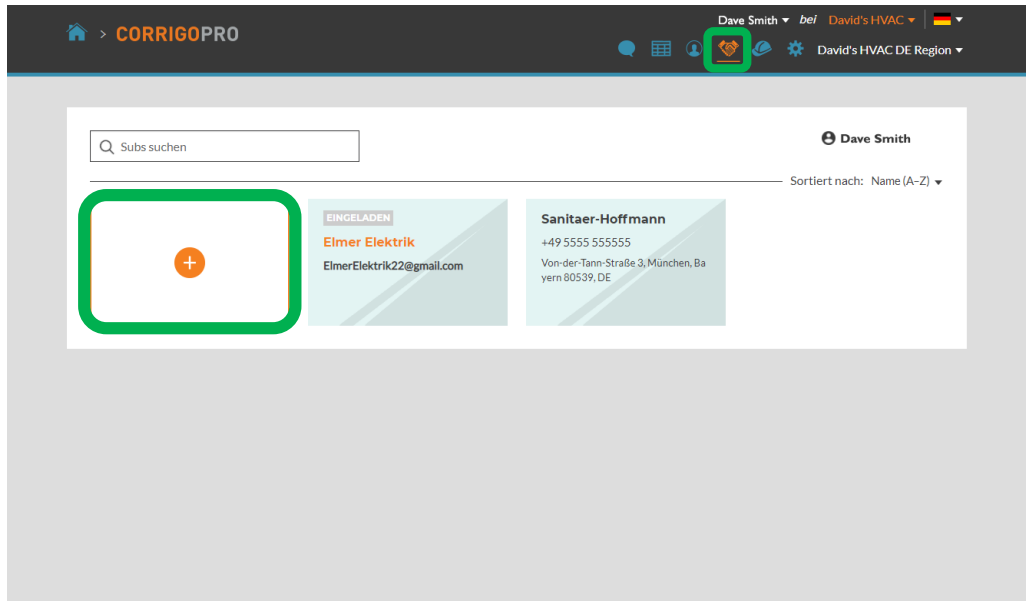 Dave Smith bei David's HVAC
> CORRIGOPRO
David's HVAC DE Region
Subs suchen
Dave Smith
Sortiert nach: Name (A–Z)
EINGELADEN
Elmer Elektrik
ElmerElektrik22@gmail.com
Sanitaer-Hoffmann
+49 5555 555555
Von-der-Tann-Straße 3, München, Ba
yern 80539, DE